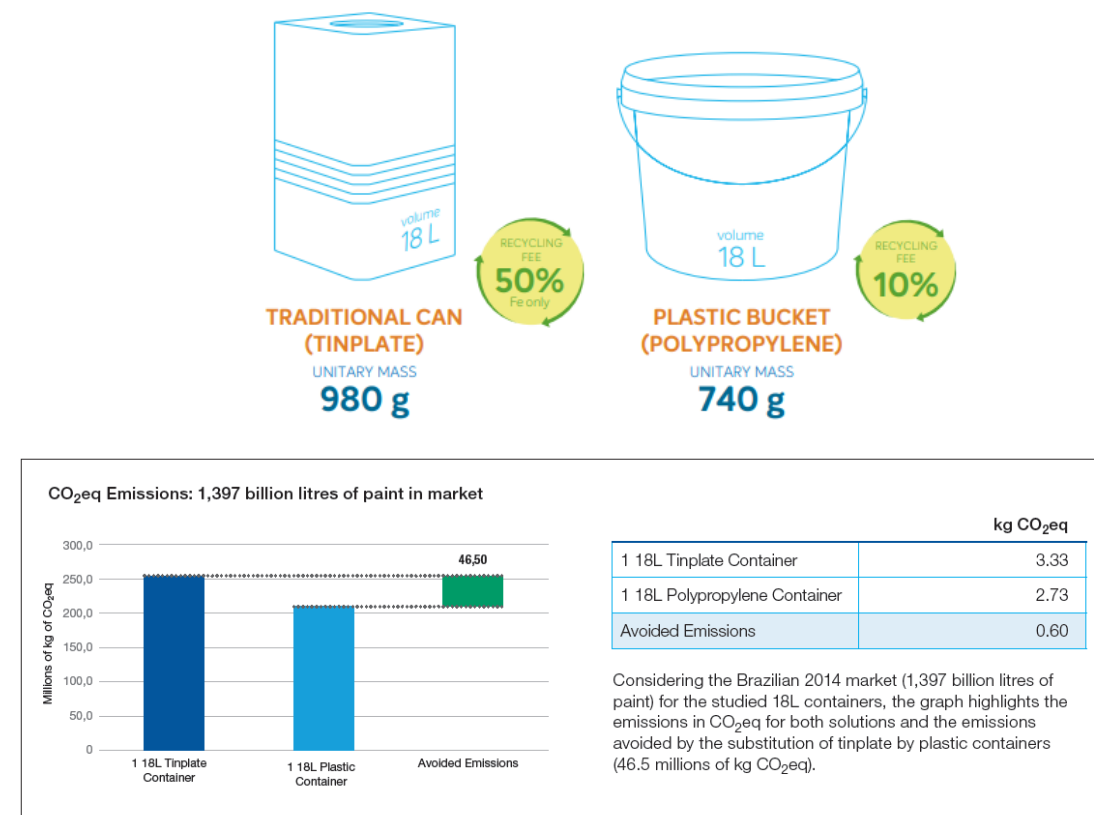 volume
18 L
RECYCLING
FEE
50%
Fe only
TRADITIONAL CAN
(TINPLATE)
UNITARY MASS
980 g
volume
18 L
RECYCLING
FEE
10%
PLASTIC BUCKET
(POLYPROPYLENE)
UNITARY MASS
740 g
CO₂eq Emissions: 1,397 billion litres of paint in market
Millions of kg of CO₂eq
300,0
250,0
200,0
150,0
100,0
50,0
0
46,50
1 18L Tinplate
Container
1 18L Plastic
Container
Avoided Emissions
kg CO₂eq
1 18L Tinplate Container 3.33
1 18L Polypropylene Container 2.73
Avoided Emissions 0.60
Considering the Brazilian 2014 market (1,397 billion litres of
paint) for the studied 18L containers, the graph highlights the
emissions in CO₂eq for both solutions and the emissions
avoided by the substitution of tinplate by plastic containers
(46.5 millions of kg CO₂eq).